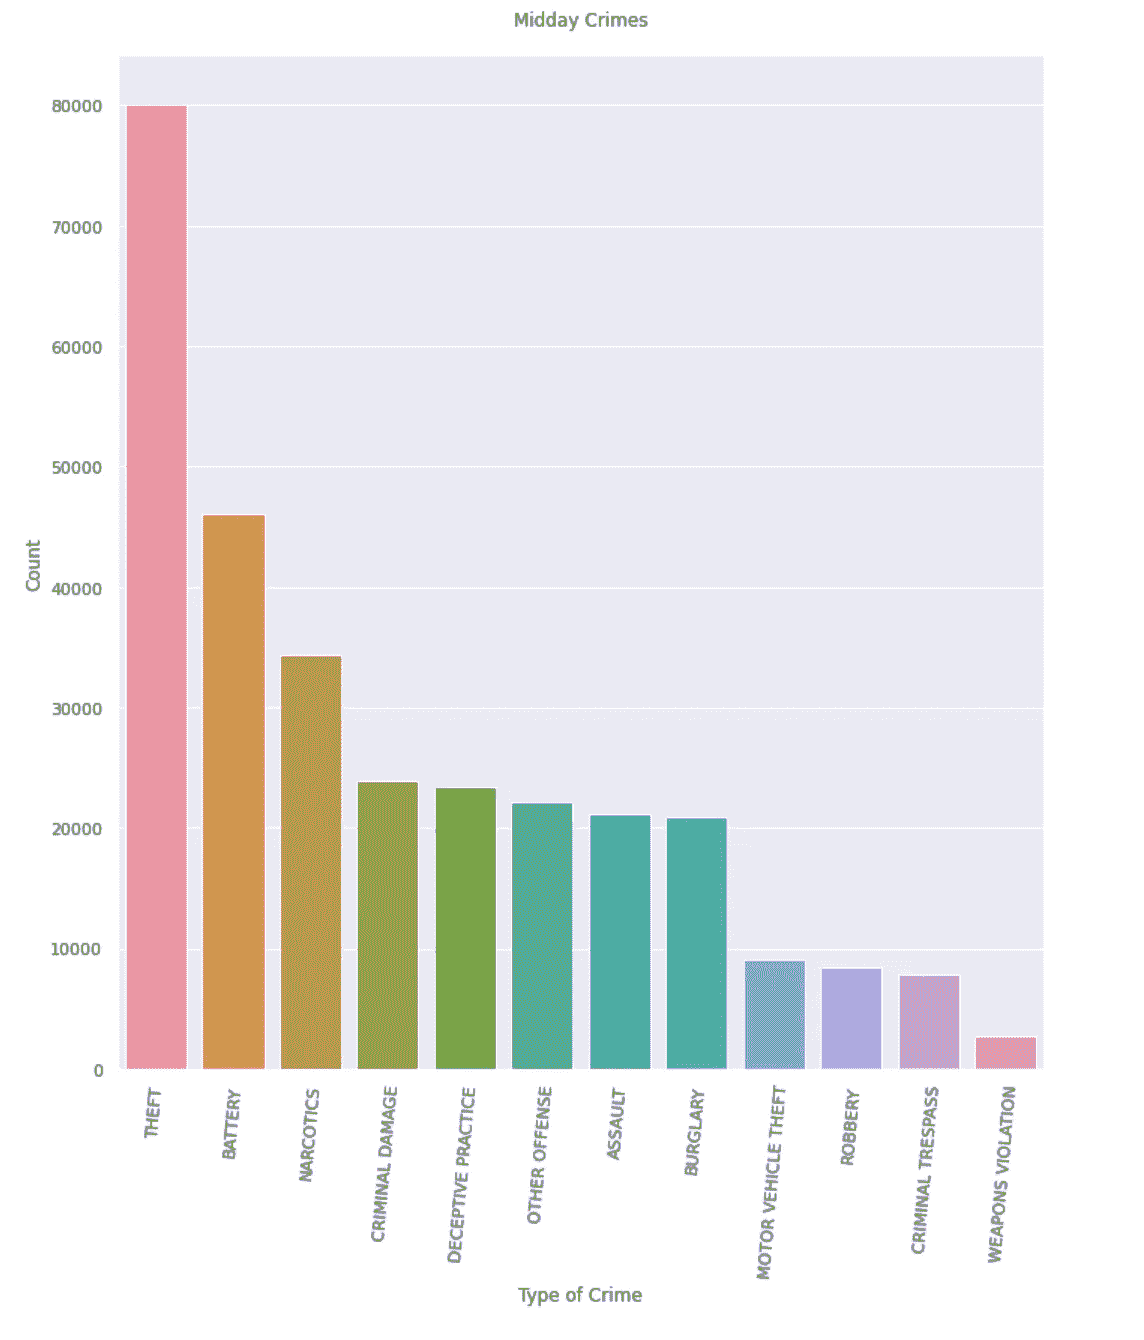 Midday Crimes
80000
70000
60000
50000
40000
30000
20000
10000
0
Count
THEFT
BATTERY
NARCOTICS
CRIMINAL DAMAGE
DECEPTIVE PRACTICE
OTHER OFFENSE
ASSAULT
BURGLARY
MOTOR VEHICLE THEFT
ROBBERY
CRIMINAL TRESPASS
WEAPONS VIOLATION
Type of Crime